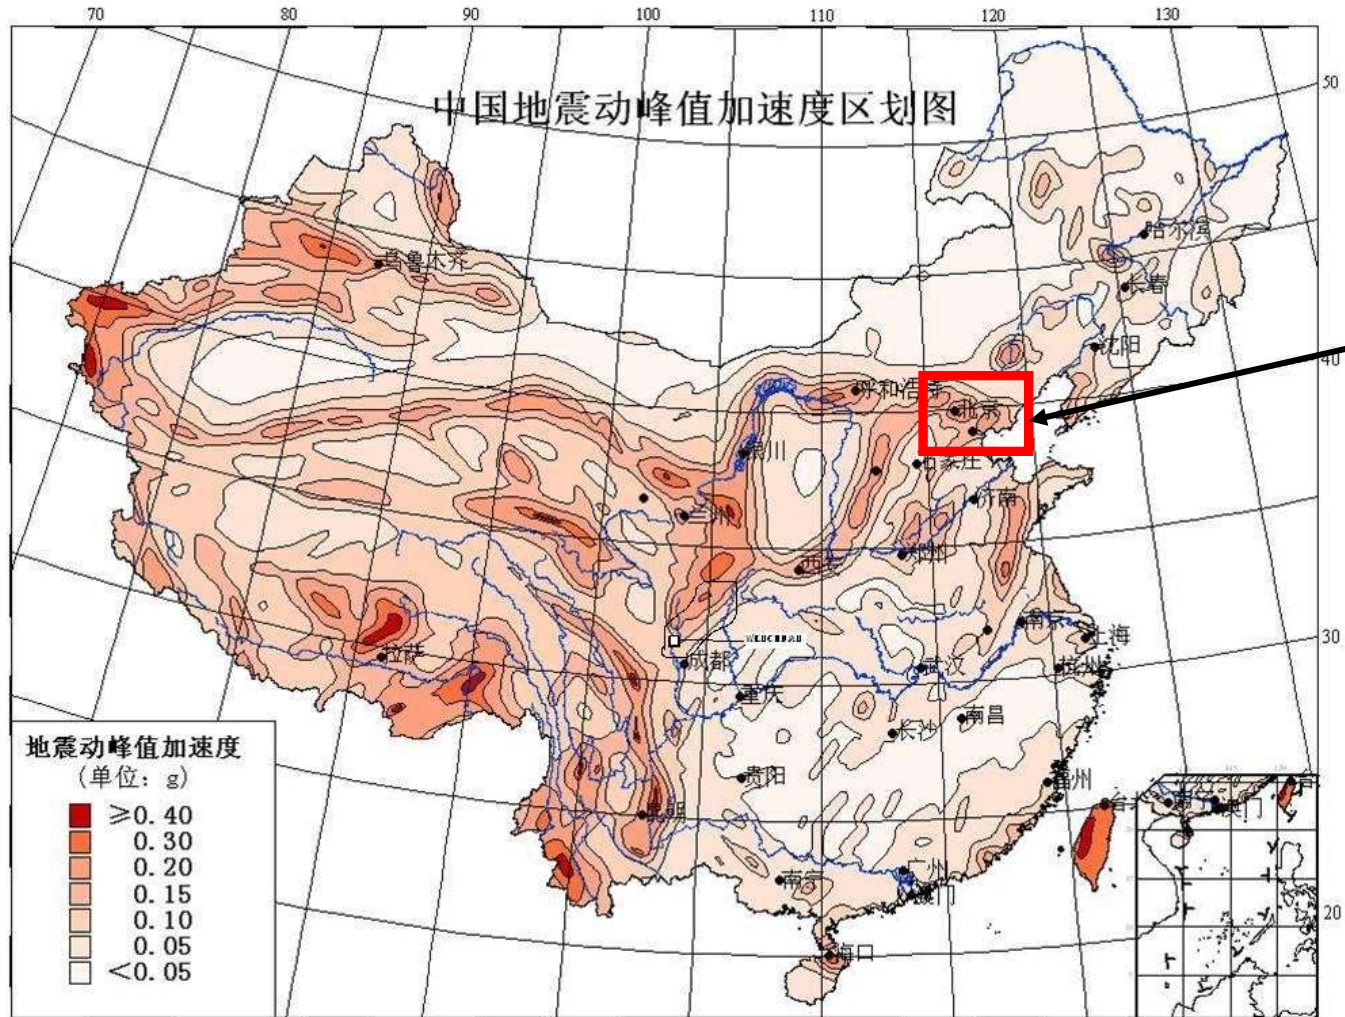 70 80 90 100 110 120 130
50
中国地震动峰值加速度区划图
哈尔滨
乌鲁木齐
长春
沈阳
40
呼和浩特
北京
银川
石家庄
济南
兰州
西安
郑州
南京
上海
30
成都
拉萨
武汉
杭州
重庆
南昌
长沙
地震动峰值加速度
(单位: g)
≥0.40
0.30
0.20
0.15
0.10
0.05
<0.05
贵阳
福州
昆明
广州
南宁
澳门
20
海口